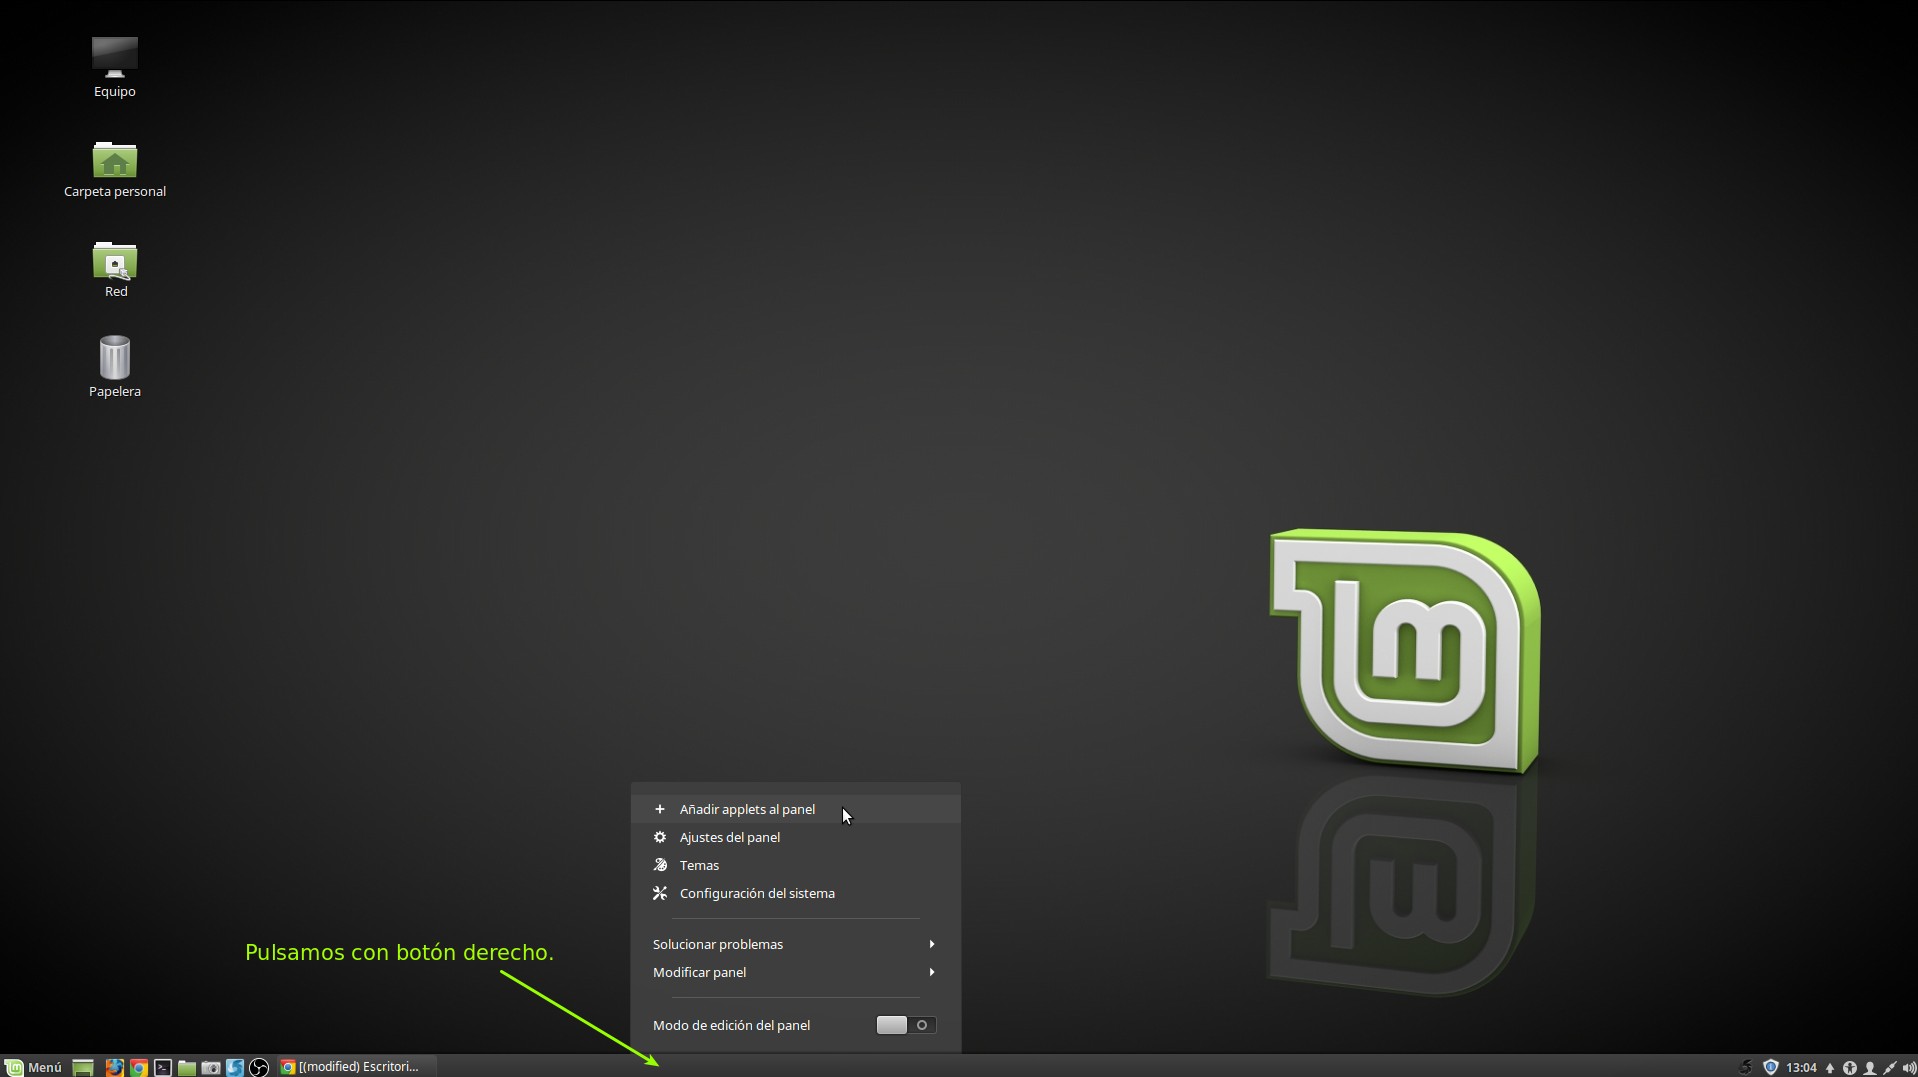 Equipo
Carpeta personal
Red
Papelera
Añadir applets al panel
Ajustes del panel
Temas
Configuración del sistema
Solucionar problemas
Modificar panel
Modo de edición del panel
Pulsamos con botón derecho.
Menú
[(modified) Escritori...
13:04